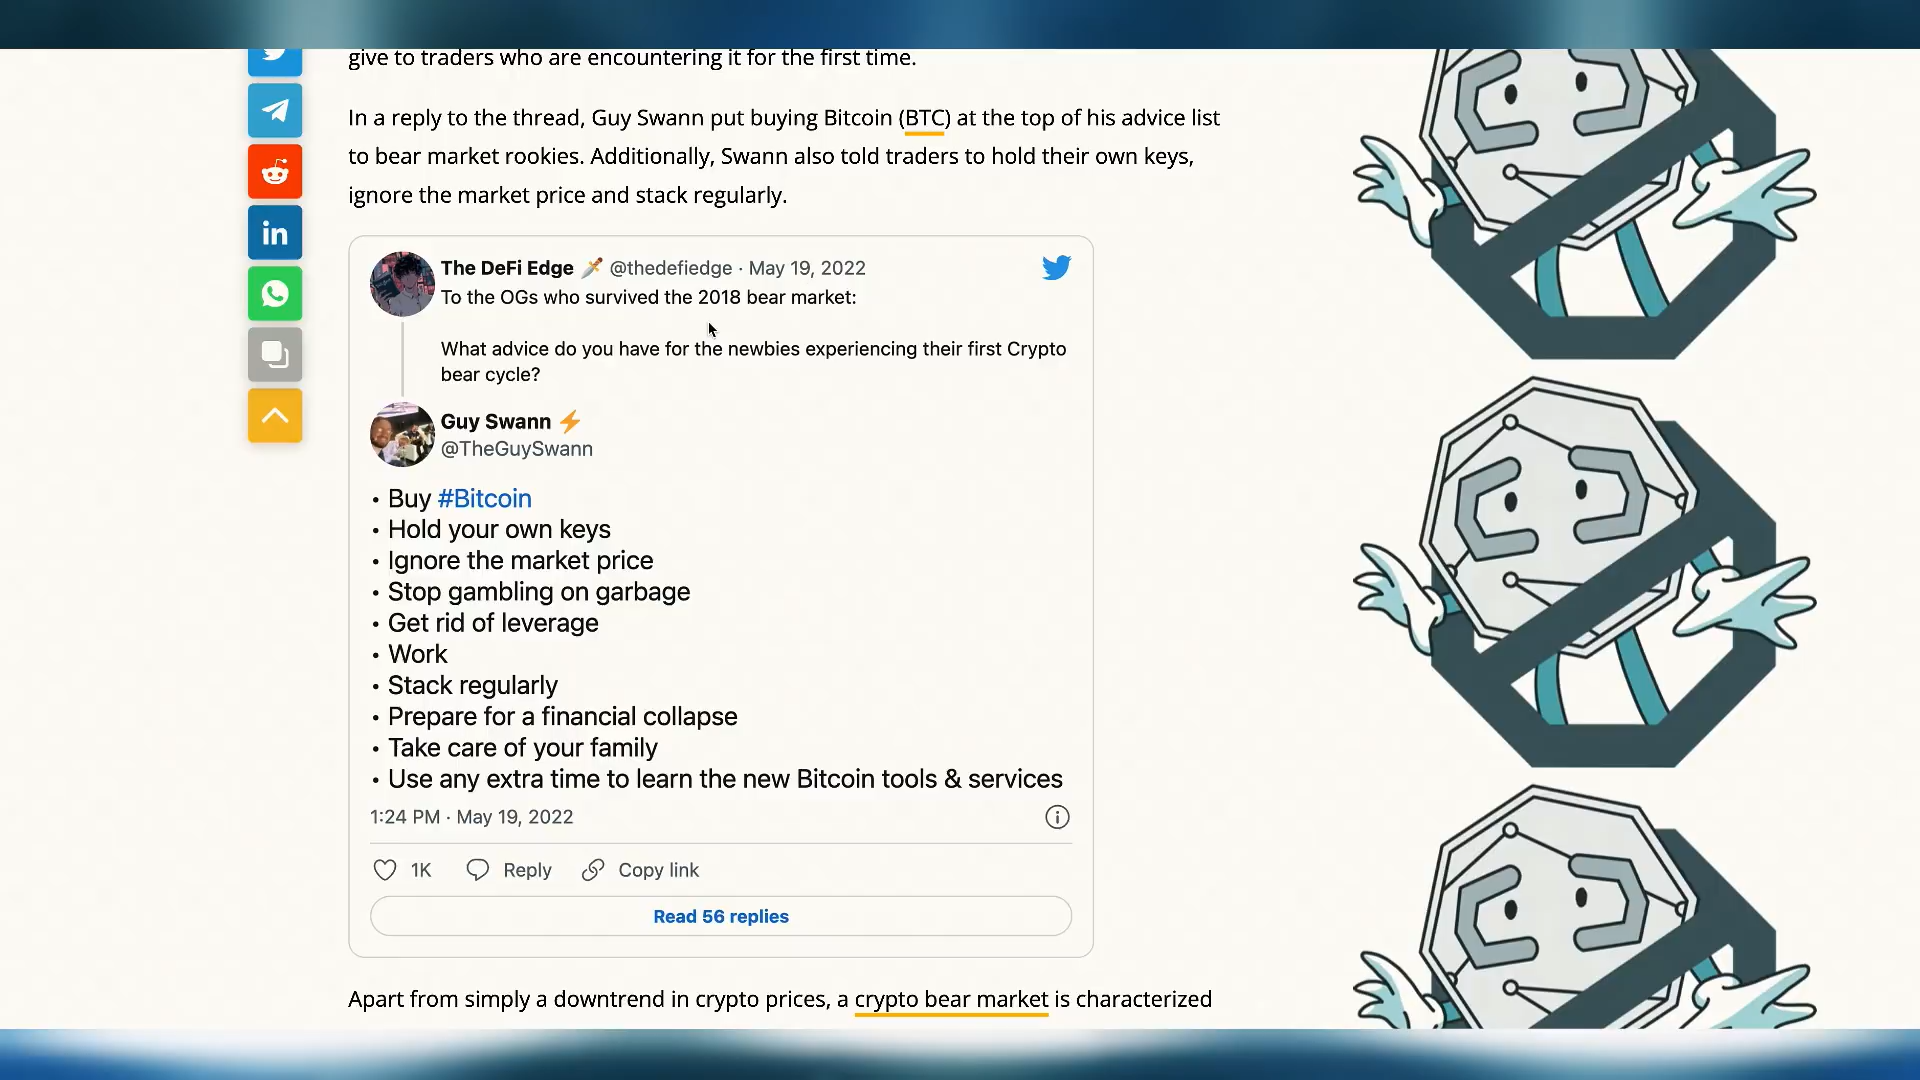 give to traders who are encountering it for the first time.
In a reply to the thread, Guy Swann put buying Bitcoin (BTC) at the top of his advice list
to bear market rookies. Additionally, Swann also told traders to hold their own keys,
ignore the market price and stack regularly.
The DeFi Edge @thedefiedge · May 19, 2022
To the OGs who survived the 2018 bear market:
What advice do you have for the newbies experiencing their first Crypto
bear cycle?
Guy Swann
@TheGuySwann
• Buy #Bitcoin
• Hold your own keys
• Ignore the market price
• Stop gambling on garbage
• Get rid of leverage
• Work
• Stack regularly
• Prepare for a financial collapse
• Take care of your family
• Use any extra time to learn the new Bitcoin tools & services
1:24 PM · May 19, 2022
1K Reply Copy link
Read 56 replies
Apart from simply a downtrend in crypto prices, a crypto bear market is characterized